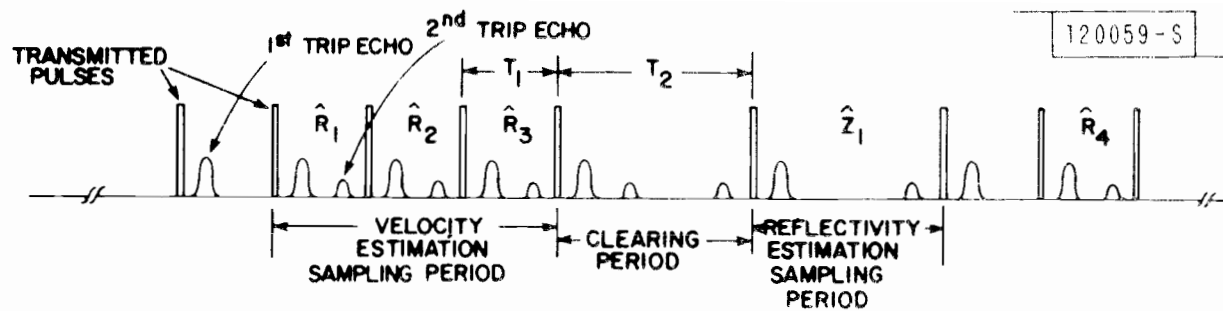 120059-S
TRANSMITTED
PULSES
1st TRIP ECHO
2nd TRIP ECHO
T1
T2
R̂1
R̂2
R̂3
Ẑ1
R̂4
VELOCITY
ESTIMATION
SAMPLING PERIOD
CLEARING
PERIOD
REFLECTIVITY
ESTIMATION
SAMPLING
PERIOD